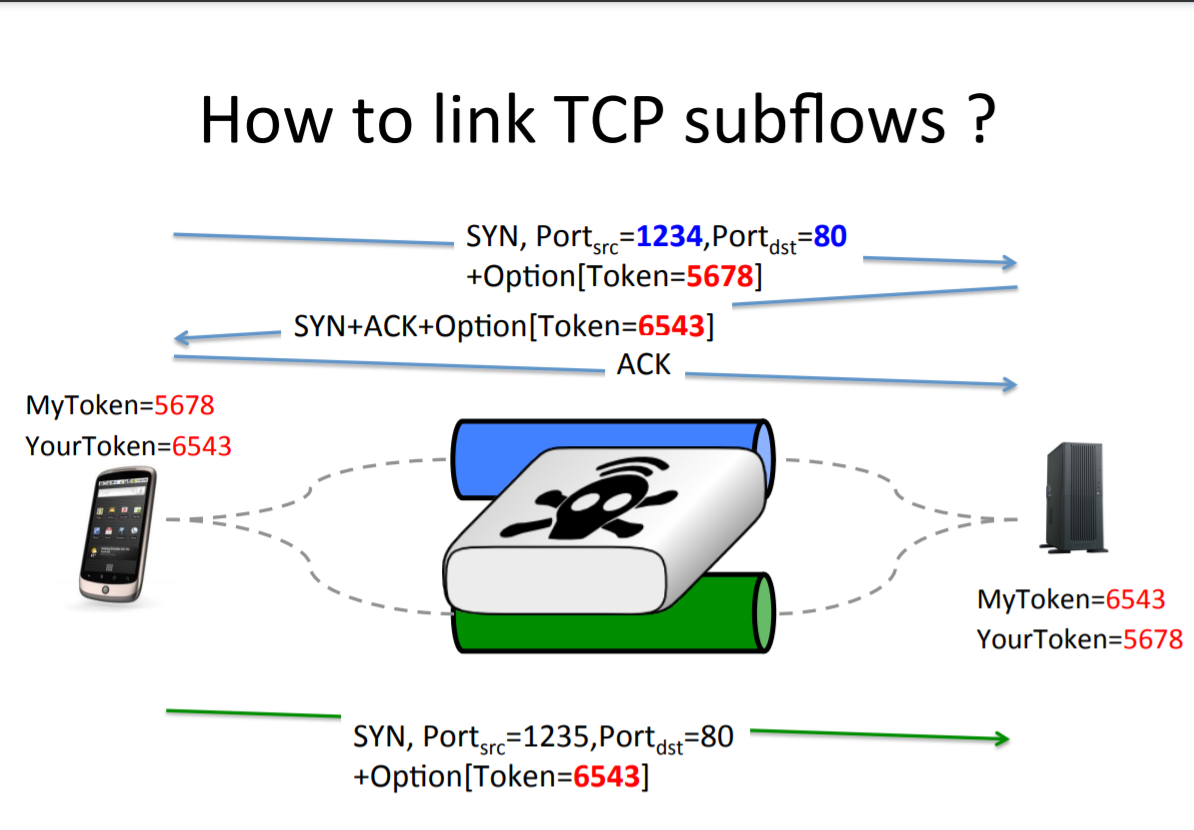 How to link TCP subflows ?
SYN, Portsrc=1234,Portdst=80
+Option[Token=5678]
SYN+ACK+Option[Token=6543]
ACK
MyToken=5678
YourToken=6543
MyToken=6543
YourToken=5678
SYN, Portsrc=1235,Portdst=80
+Option[Token=6543]